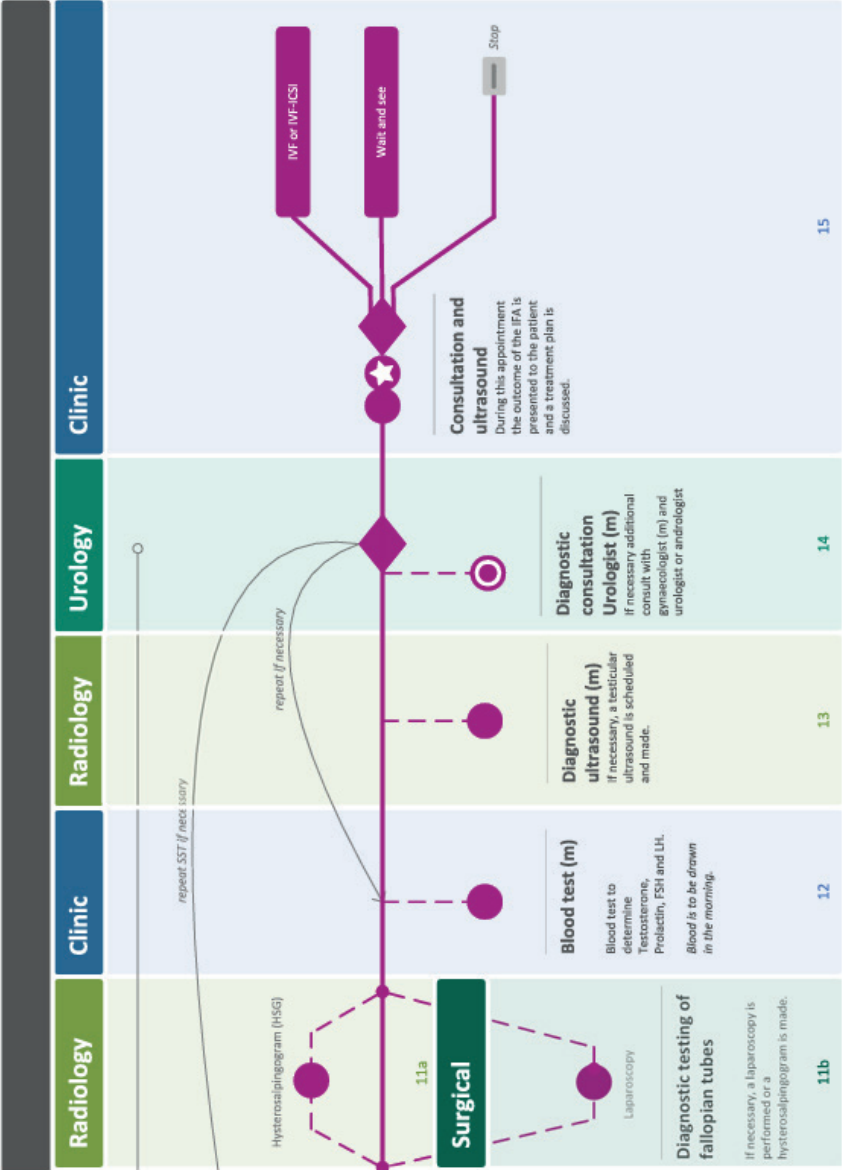 Radiology
Clinic
Radiology
Urology
Clinic
repeat SST if necessary
repeat if necessary
Hysterosalpingogram (HSG)
11a
Surgical
Laparoscopy
Diagnostic testing of
fallopian tubes
If necessary, a laparoscopy is
performed or a
hysterosalpingogram is made.
11b
Blood test (m)
Blood test to
determine
Testosterone,
Prolactin, FSH and LH.
Blood is to be drawn
in the morning.
12
Diagnostic
ultrasound (m)
If necessary, a testicular
ultrasound is scheduled
and made.
13
Diagnostic
consultation
Urologist (m)
If necessary additional
consult with
gynaecologist (m) and
urologist or andrologist
14
Consultation and
ultrasound
During this appointment
the outcome of the IFA is
presented to the patient
and a treatment plan is
discussed.
15
IVF or IVF-ICSI
Wait and see
Stop